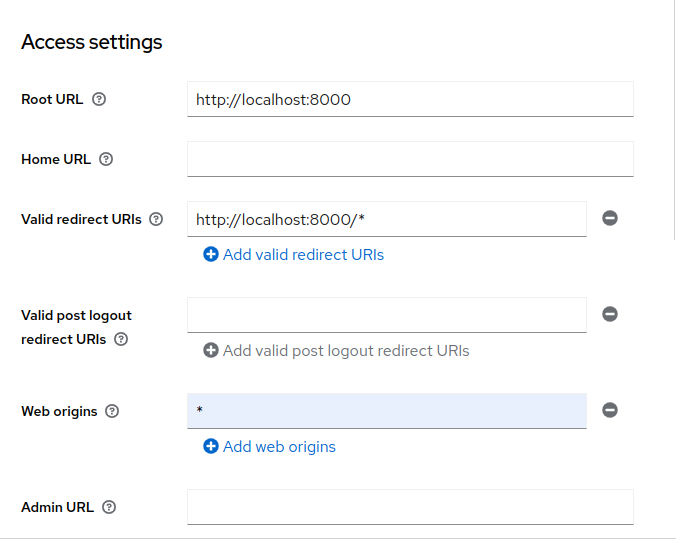 Access settings
Root URL
http://localhost:8000
Home URL
Valid redirect URIs
http://localhost:8000/*
Add valid redirect URIs
Valid post logout
redirect URIs
Add valid post logout redirect URIs
Web origins
*
Add web origins
Admin URL